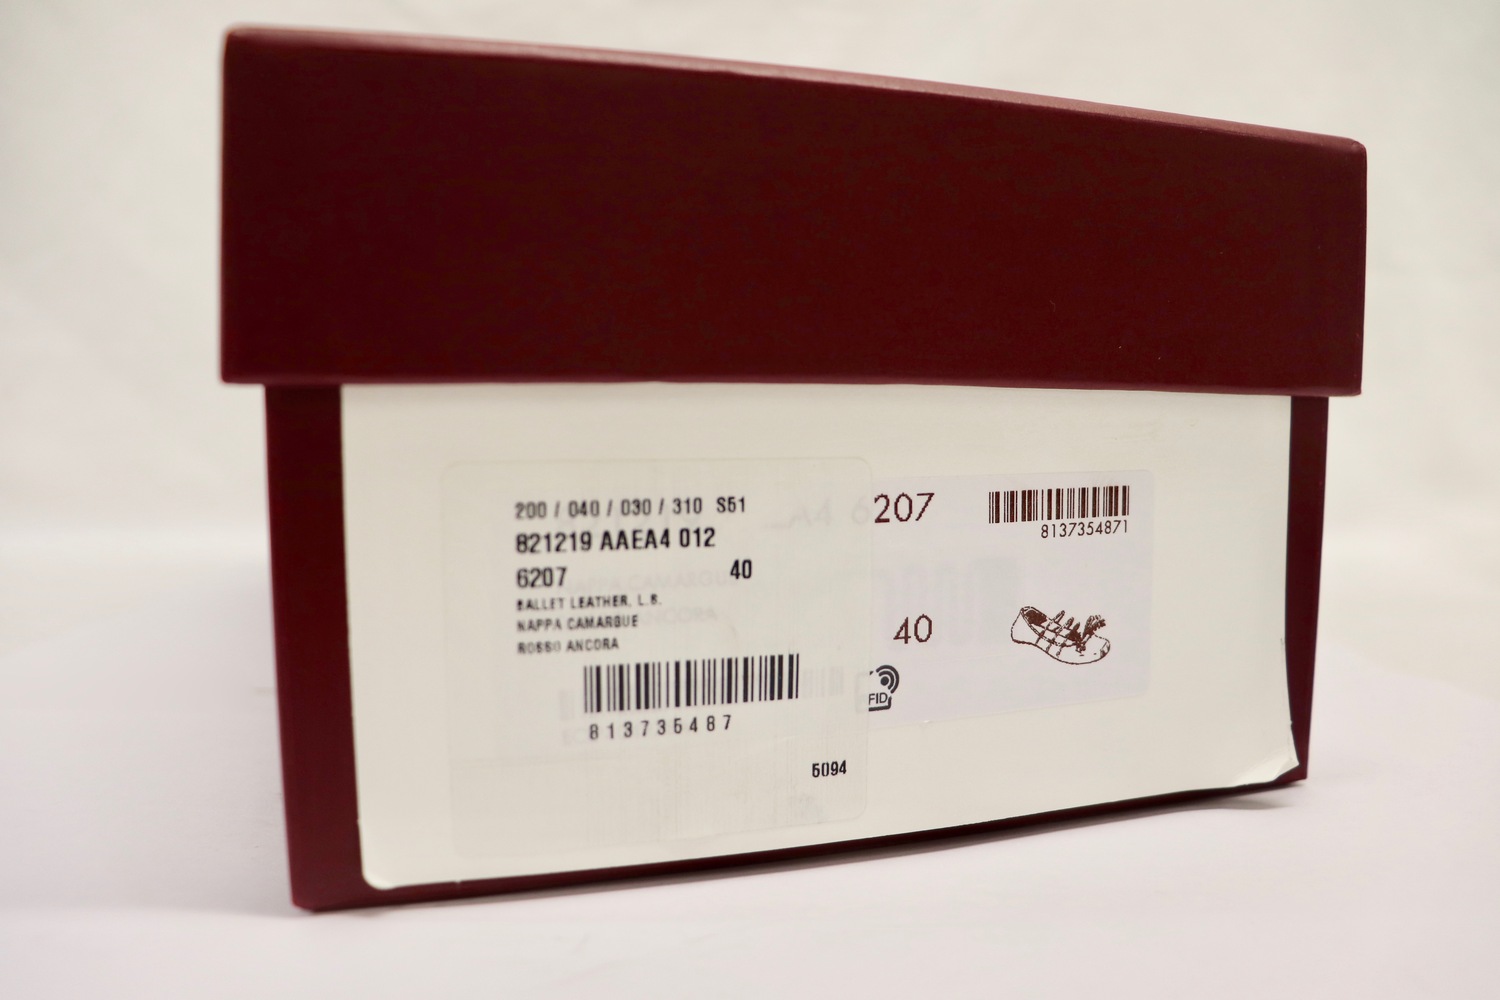 200 / 040 / 030 / 310 S51
821219 AAEA4 012
6207 40
BALLET LEATHER, L.S.
NAPPA CAMARGUE
ROSSO ANCORA
813735487
5094
207
8137354871
40
FID